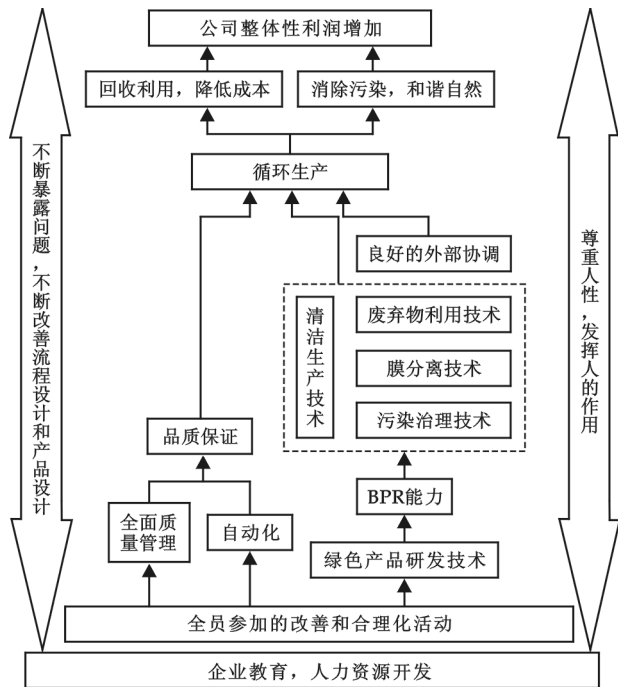 公司整体性利润增加
回收利用，降低成本
消除污染，和谐自然
循环生产
良好的外部协调
清洁生产技术
废弃物利用技术
膜分离技术
污染治理技术
品质保证
BPR能力
全面质
量管理
自动化
绿色产品研发技术
全员参加的改善和合理化活动
企业教育，人力资源开发
不断暴露问题，不断改善流程设计和产品设计
尊重人性，发挥人的作用